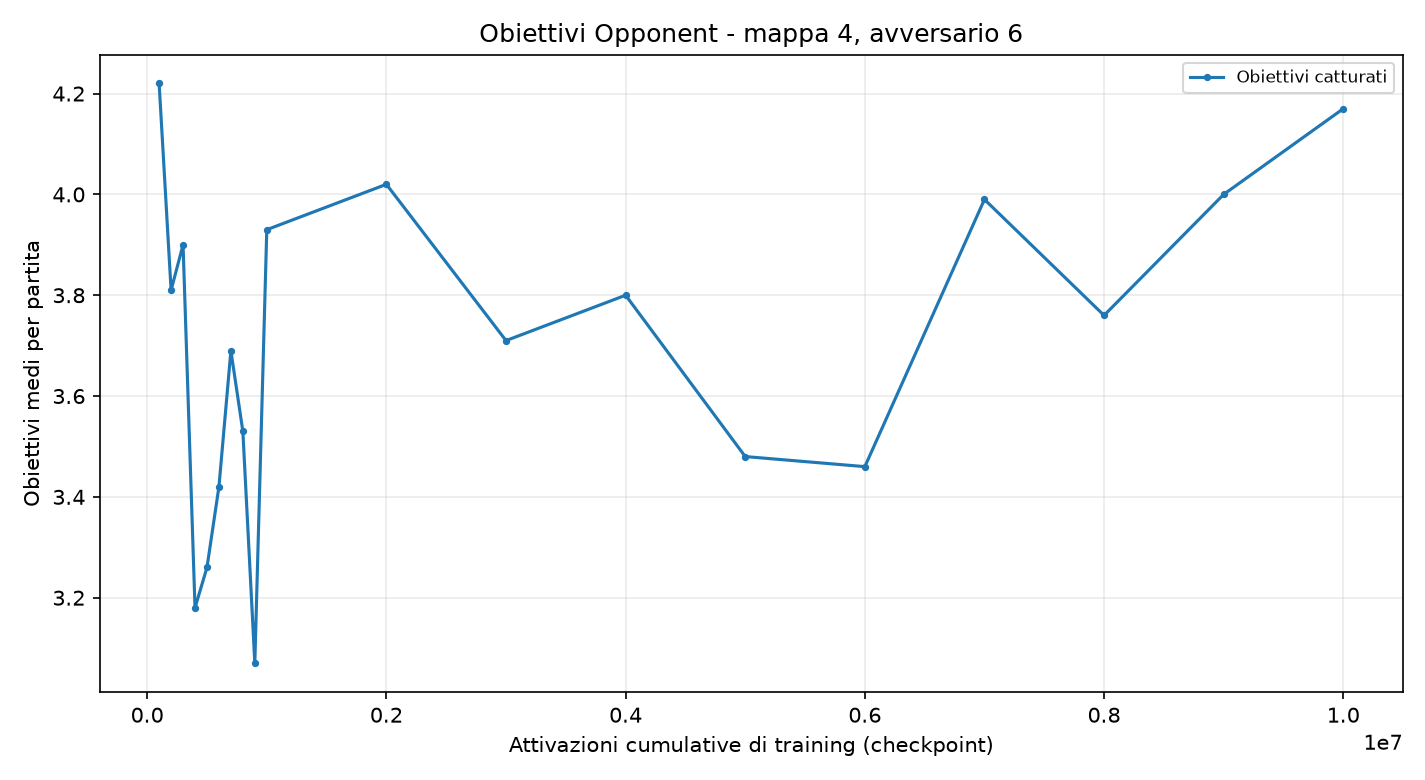 Obiettivi Opponent - mappa 4, avversario 6
Obiettivi catturati
Obiettivi medi per partita
4.2
4.0
3.8
3.6
3.4
3.2
0.0 0.2 0.4 0.6 0.8 1.0
1e7
Attivazioni cumulative di training (checkpoint)